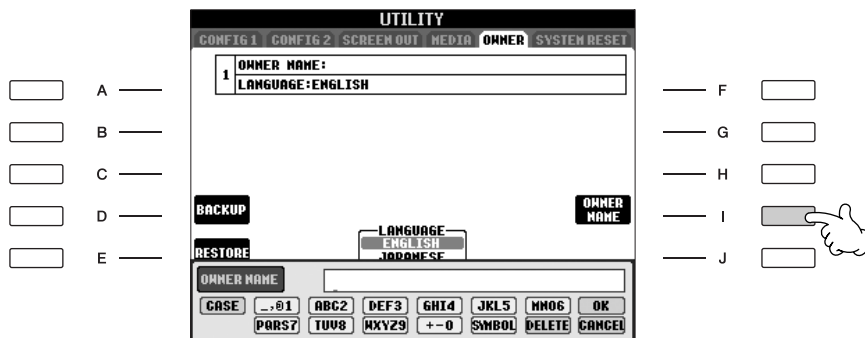 UTILITY
CONFIG 1 CONFIG 2 SCREEN OUT MEDIA OWNER SYSTEM RESET
1 OWNER NAME:
LANGUAGE:ENGLISH
A F
B G
C H
D BACKUP OWNER NAME I
LANGUAGE
ENGLISH
E RESTORE JAPANESE J
OWNER NAME _
CASE _,@1 ABC2 DEF3 GHI4 JKL5 MNO6 OK
PQRS7 TUV8 WXYZ9 +-0 SYMBOL DELETE CANCEL